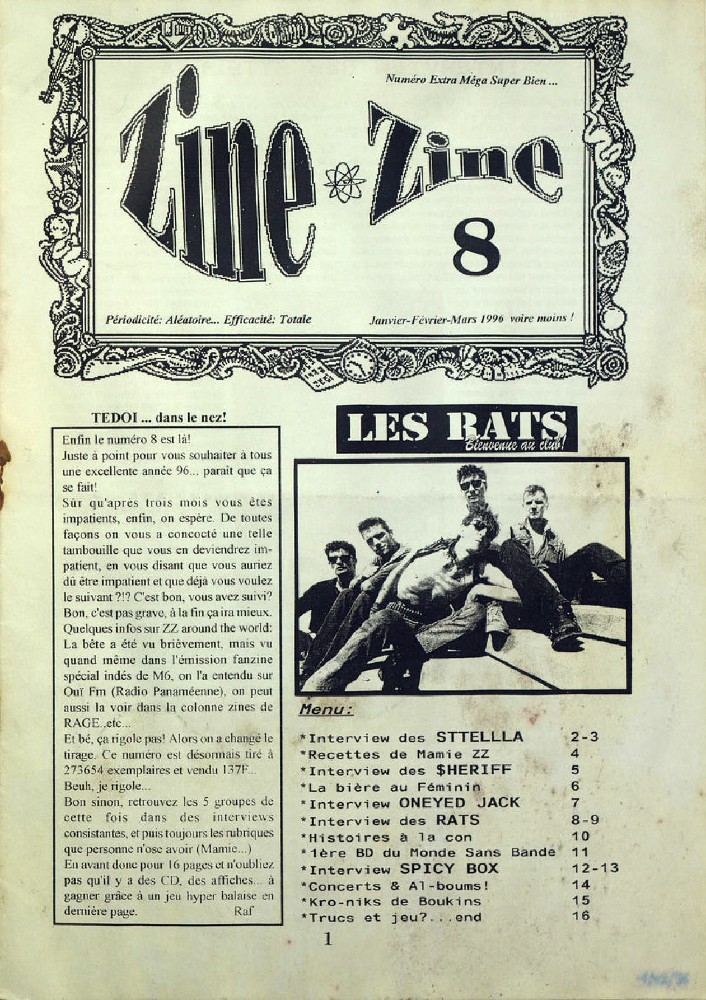 Numéro Extra Méga Super Bien ...
Zine * Zine
8
Périodicité: Aléatoire... Efficacité: Totale
Janvier-Février-Mars 1996 voire moins !
TEDOI ... dans le nez!
Enfin le numéro 8 est là!
Juste à point pour vous souhaiter à tous
une excellente année 96... parait que ça
se fait!
Sûr qu'après trois mois vous êtes
impatients, enfin, on espère. De toutes
façons on vous a concocté une telle
tambouille que vous en deviendrez im-
patient, en vous disant que vous auriez
dû être impatient et que déjà vous voulez
le suivant ?!? C'est bon, vous avez suivi?
Bon, c'est pas grave, à la fin ça ira mieux.
Quelques infos sur ZZ around the world:
La bête a été vu brièvement, mais vu
quand même dans l'émission fanzine
spécial indés de M6, on l'a entendu sur
Ouï Fm (Radio Panaméenne), on peut
aussi la voir dans la colonne zines de
RAGE.,etc...
Et bé, ça rigole pas! Alors on a changé le
tirage. Ce numéro est désormais tiré à
273654 exemplaires et vendu 137F...
Beuh, je rigole...
Bon sinon, retrouvez les 5 groupes de
cette fois dans des interviews
consistantes, et puis toujours les rubriques
que personne n'ose avoir (Mamie...)
En avant donc pour 16 pages et n'oubliez
pas qu'il y a des CD, des affiches... à
gagner grâce à un jeu hyper balaise en
dernière page.
Raf
LES RATS
Bienvenue au club!
Menu:
*Interview des STTELLLA 2-3
*Recettes de Mamie ZZ 4
*Interview des $HERIFF 5
*La bière au Féminin 6
*Interview ONEYED JACK 7
*Interview des RATS 8-9
*Histoires à la con 10
*1ère BD du Monde Sans Bande 11
*Interview SPICY BOX 12-13
*Concerts & Al-boums! 14
*Kro-niks de Boukins 15
*Trucs et jeu?...end 16
1